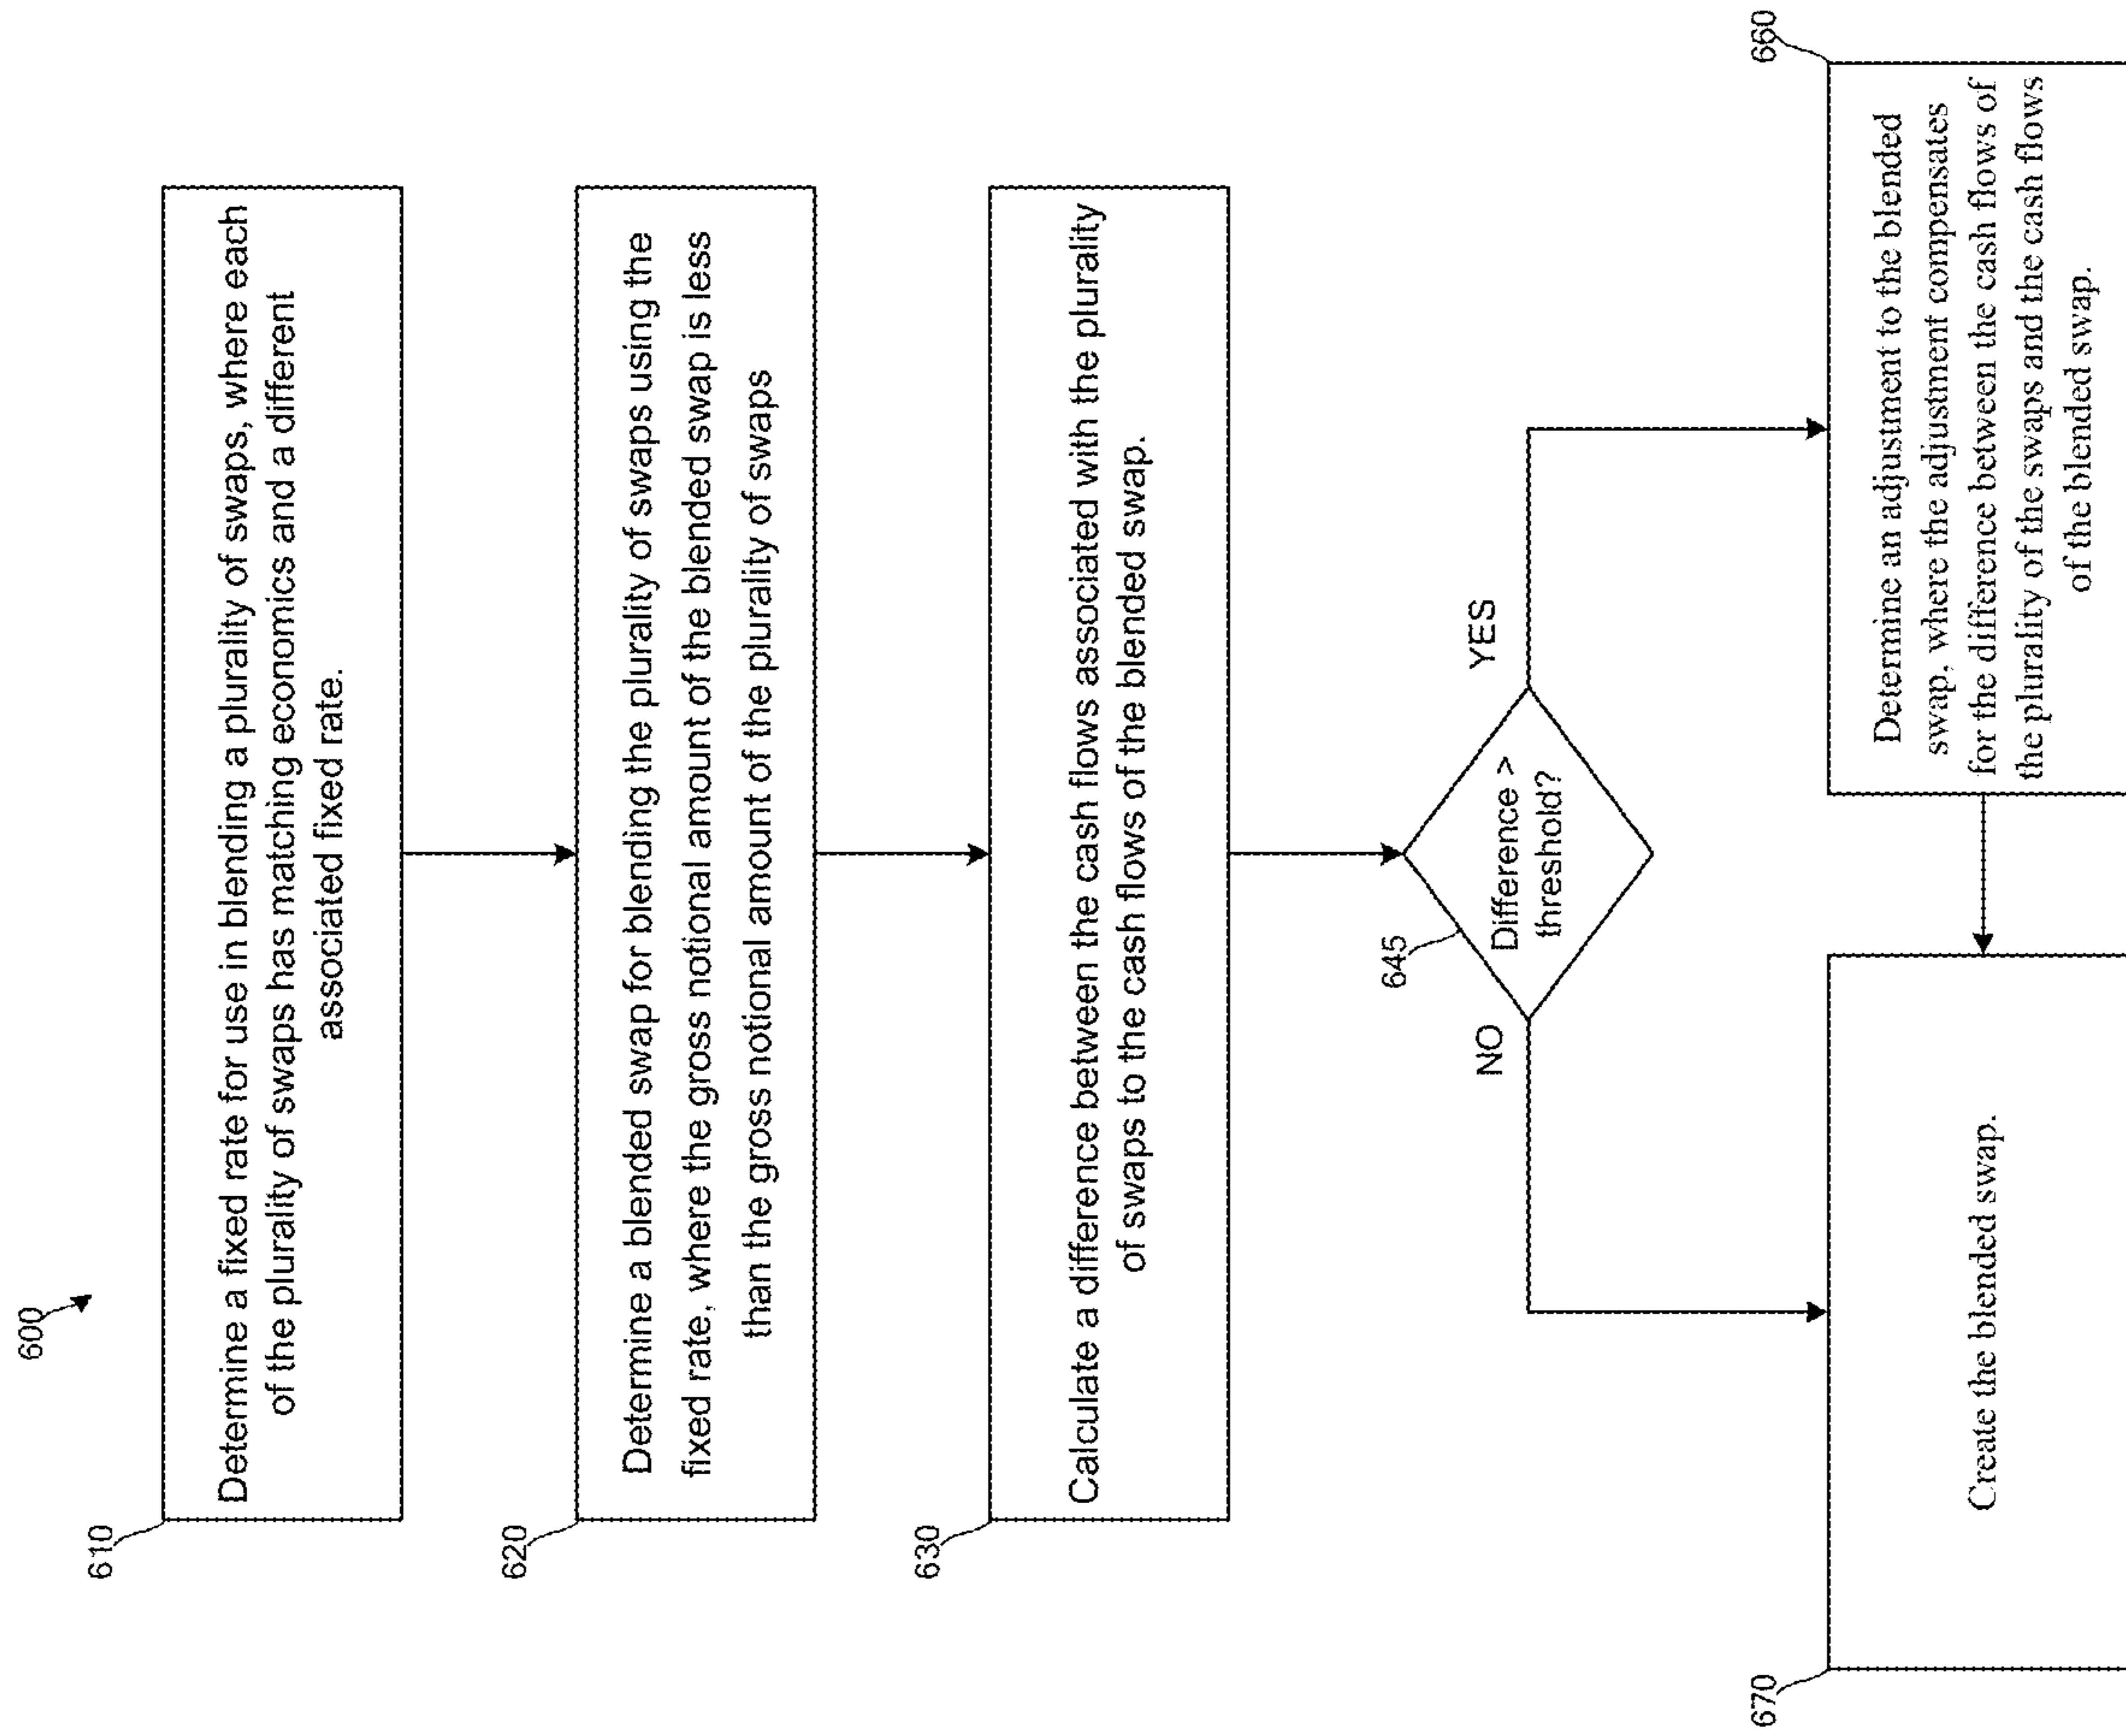 600
610
Determine a fixed rate for use in blending a plurality of swaps, where each
of the plurality of swaps has matching economics and a different
associated fixed rate.
620
Determine a blended swap for blending the plurality of swaps using the
fixed rate, where the gross notional amount of the blended swap is less
than the gross notional amount of the plurality of swaps
630
Calculate a difference between the cash flows associated with the plurality
of swaps to the cash flows of the blended swap.
645
Difference >
threshold?
NO
YES
670
Create the blended swap.
660
Determine an adjustment to the blended
swap, where the adjustment compensates
for the difference between the cash flows of
the plurality of the swaps and the cash flows
of the blended swap.